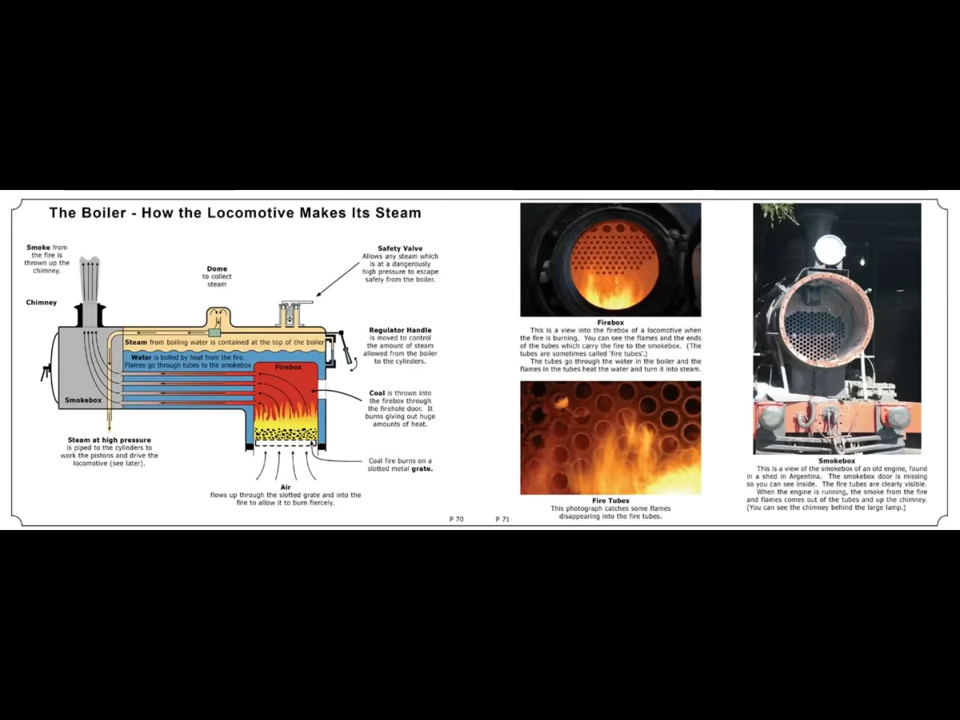 The Boiler - How the Locomotive Makes Its Steam
Smoke from
the fire is
thrown up the
chimney.
Chimney
Dome
to collect
steam
Safety Valve
Allows any steam which
is at a dangerously
high pressure to escape
safely from the boiler.
Steam from boiling water is contained at the top of the boiler
Water is boiled by heat from the fire.
Flames go through tubes to the smokebox
Firebox
Smokebox
Regulator Handle
is moved to control
the amount of steam
allowed from the boiler
to the cylinders.
Coal is thrown into
the firebox through
the firehole door. It
burns giving out huge
amounts of heat.
Steam at high pressure
is piped to the cylinders to
work the pistons and drive the
locomotive (see later).
Coal fire burns on a
slotted metal grate.
Air
flows up through the slotted grate and into the
fire to allow it to burn fiercely.
P 70
P 71
Firebox
This is a view into the firebox of a locomotive when
the fire is burning. You can see the flames and the ends
of the tubes which carry the fire to the smokebox. (The
tubes are sometimes called 'fire tubes'.)
The tubes go through the water in the boiler and the
flames in the tubes heat the water and turn it into steam.
Fire Tubes
This photograph catches some flames
disappearing into the fire tubes.
Smokebox
This is a view of the smokebox of an old engine, found
in a shed in Argentina. The smokebox door is missing
so you can see inside. The fire tubes are clearly visible.
When the engine is running, the smoke from the fire
and flames comes out of the tubes and up the chimney.
(You can see the chimney behind the large lamp.)